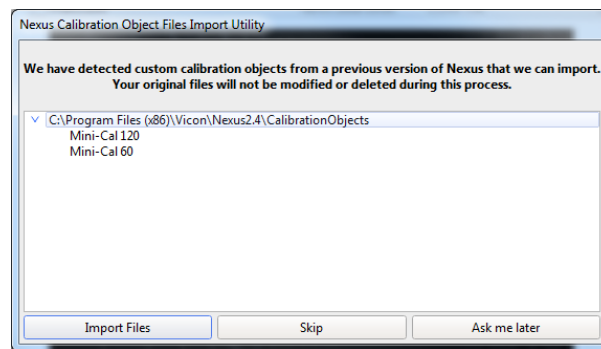 Nexus Calibration Object Files Import Utility
We have detected custom calibration objects from a previous version of Nexus that we can import.
Your original files will not be modified or deleted during this process.
C:\Program Files (x86)\Vicon\Nexus2.4\CalibrationObjects
Mini-Cal 120
Mini-Cal 60
Import Files Skip Ask me later